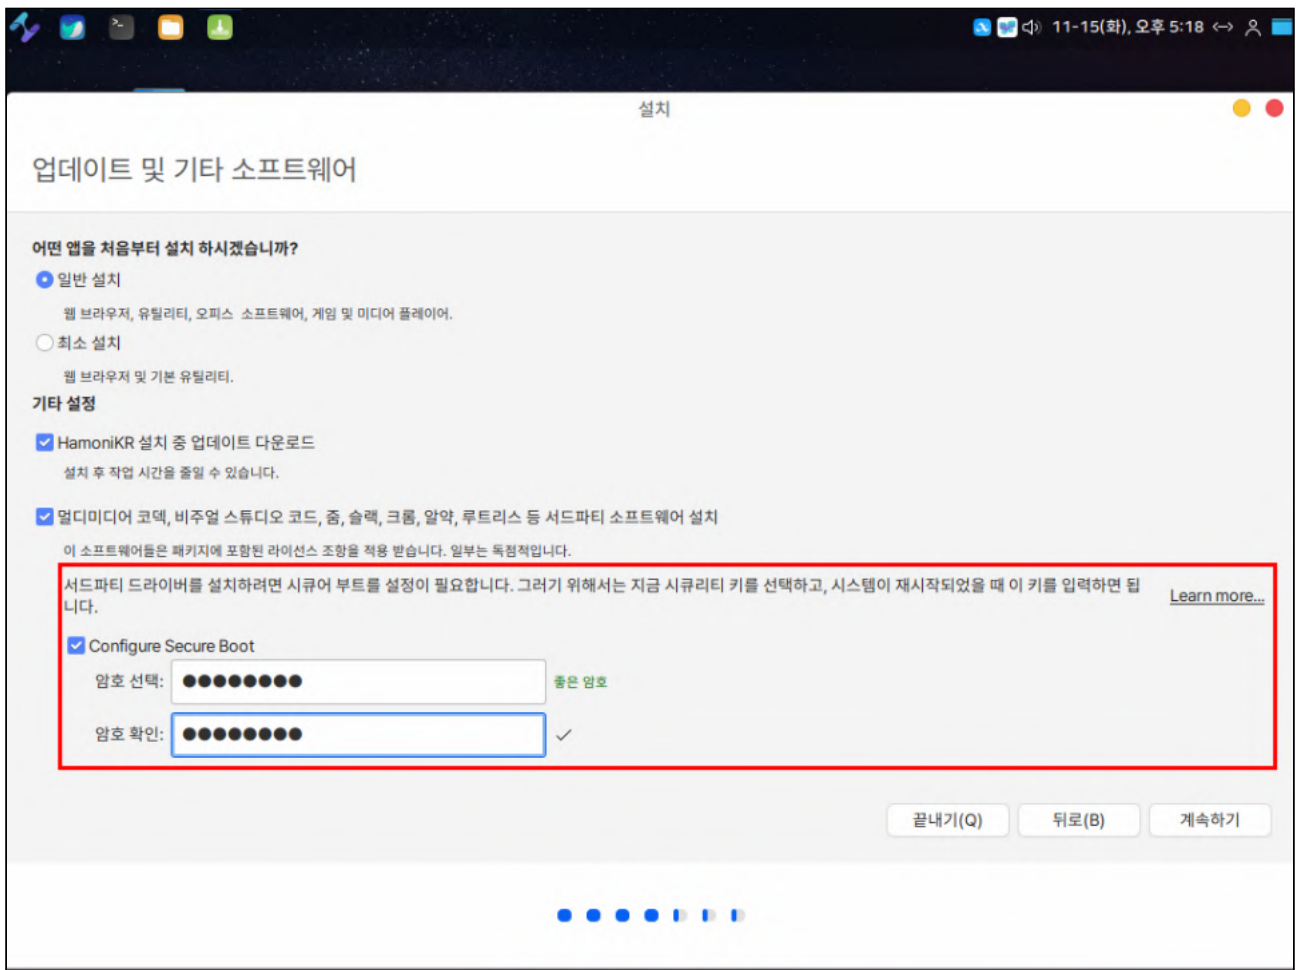 11-15(화), 오후 5:18
설치
업데이트 및 기타 소프트웨어
어떤 앱을 처음부터 설치 하시겠습니까?
일반 설치
웹 브라우저, 유틸리티, 오피스 소프트웨어, 게임 및 미디어 플레이어.
최소 설치
웹 브라우저 및 기본 유틸리티.
기타 설정
HamoniKR 설치 중 업데이트 다운로드
설치 후 작업 시간을 줄일 수 있습니다.
멀티미디어 코덱, 비주얼 스튜디오 코드, 줌, 슬랙, 크롬, 알약, 루트리스 등 서드파티 소프트웨어 설치
이 소프트웨어들은 패키지에 포함된 라이선스 조항을 적용 받습니다. 일부는 독점적입니다.
서드파티 드라이버를 설치하려면 시큐어 부트를 설정이 필요합니다. 그러기 위해서는 지금 시큐리티 키를 선택하고, 시스템이 재시작되었을 때 이 키를 입력하면 됩
니다.
Learn more...
Configure Secure Boot
암호 선택: ●●●●●●●● 좋은 암호
암호 확인: ●●●●●●●●
끝내기(Q) 뒤로(B) 계속하기